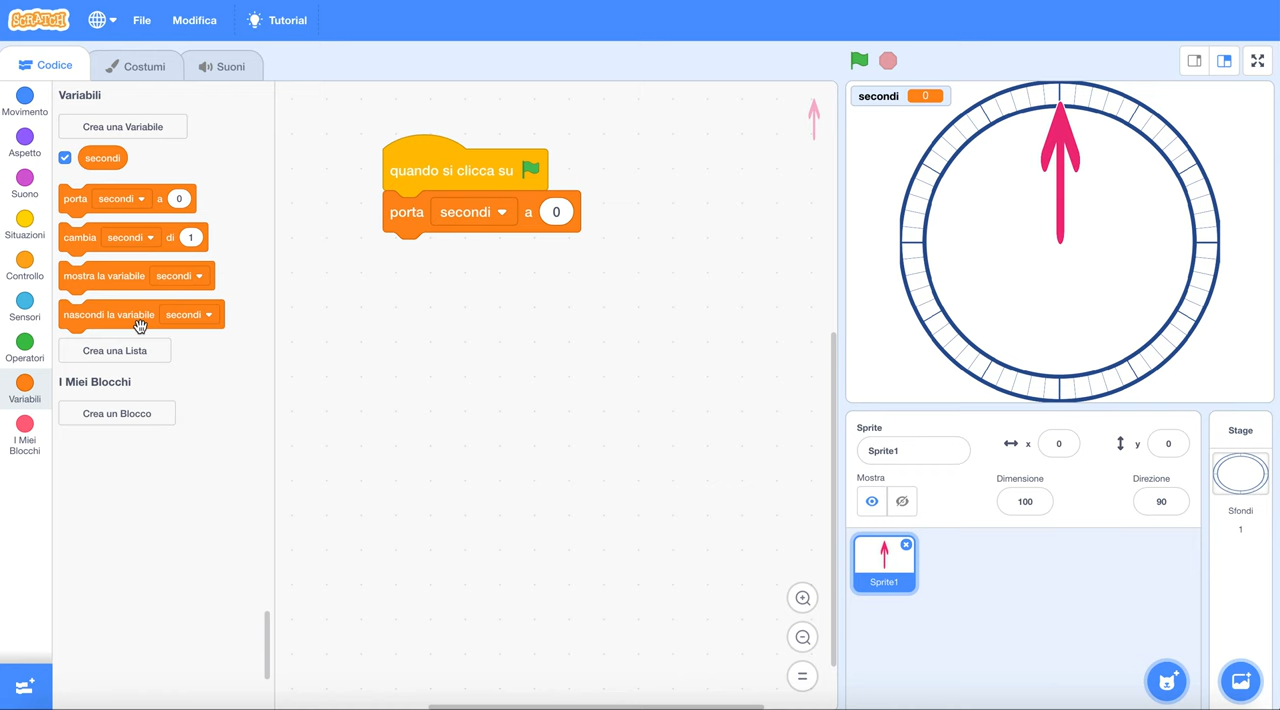 SCRATCH File Modifica Tutorial
Codice Costumi Suoni
Movimento
Aspetto
Suono
Situazioni
Controllo
Sensori
Operatori
Variabili
I Miei
Blocchi
Variabili
Crea una Variabile
secondi
porta secondi a 0
cambia secondi di 1
mostra la variabile secondi
nascondi la variabile secondi
Crea una Lista
I Miei Blocchi
Crea un Blocco
quando si clicca su
porta secondi a 0
secondi 0
Sprite
Sprite1
x 0
y 0
Mostra
Dimensione
100
Direzione
90
Sprite1
Stage
Sfondi
1